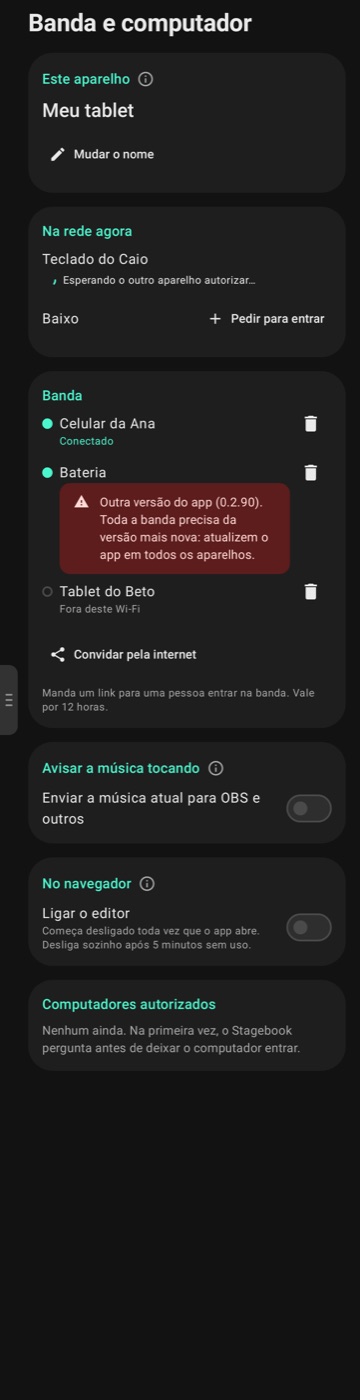 Banda e computador
Este aparelho
Meu tablet
Mudar o nome
Na rede agora
Teclado do Caio
Esperando o outro aparelho autorizar…
Baixo
Pedir para entrar
Banda
Celular da Ana
Conectado
Bateria
Outra versão do app (0.2.90).
Toda a banda precisa da
versão mais nova: atualizem o
app em todos os aparelhos.
Tablet do Beto
Fora deste Wi-Fi
Convidar pela internet
Manda um link para uma pessoa entrar na banda. Vale
por 12 horas.
Avisar a música tocando
Enviar a música atual para OBS e
outros
No navegador
Ligar o editor
Começa desligado toda vez que o app abre.
Desliga sozinho após 5 minutos sem uso.
Computadores autorizados
Nenhum ainda. Na primeira vez, o Stagebook
pergunta antes de deixar o computador entrar.